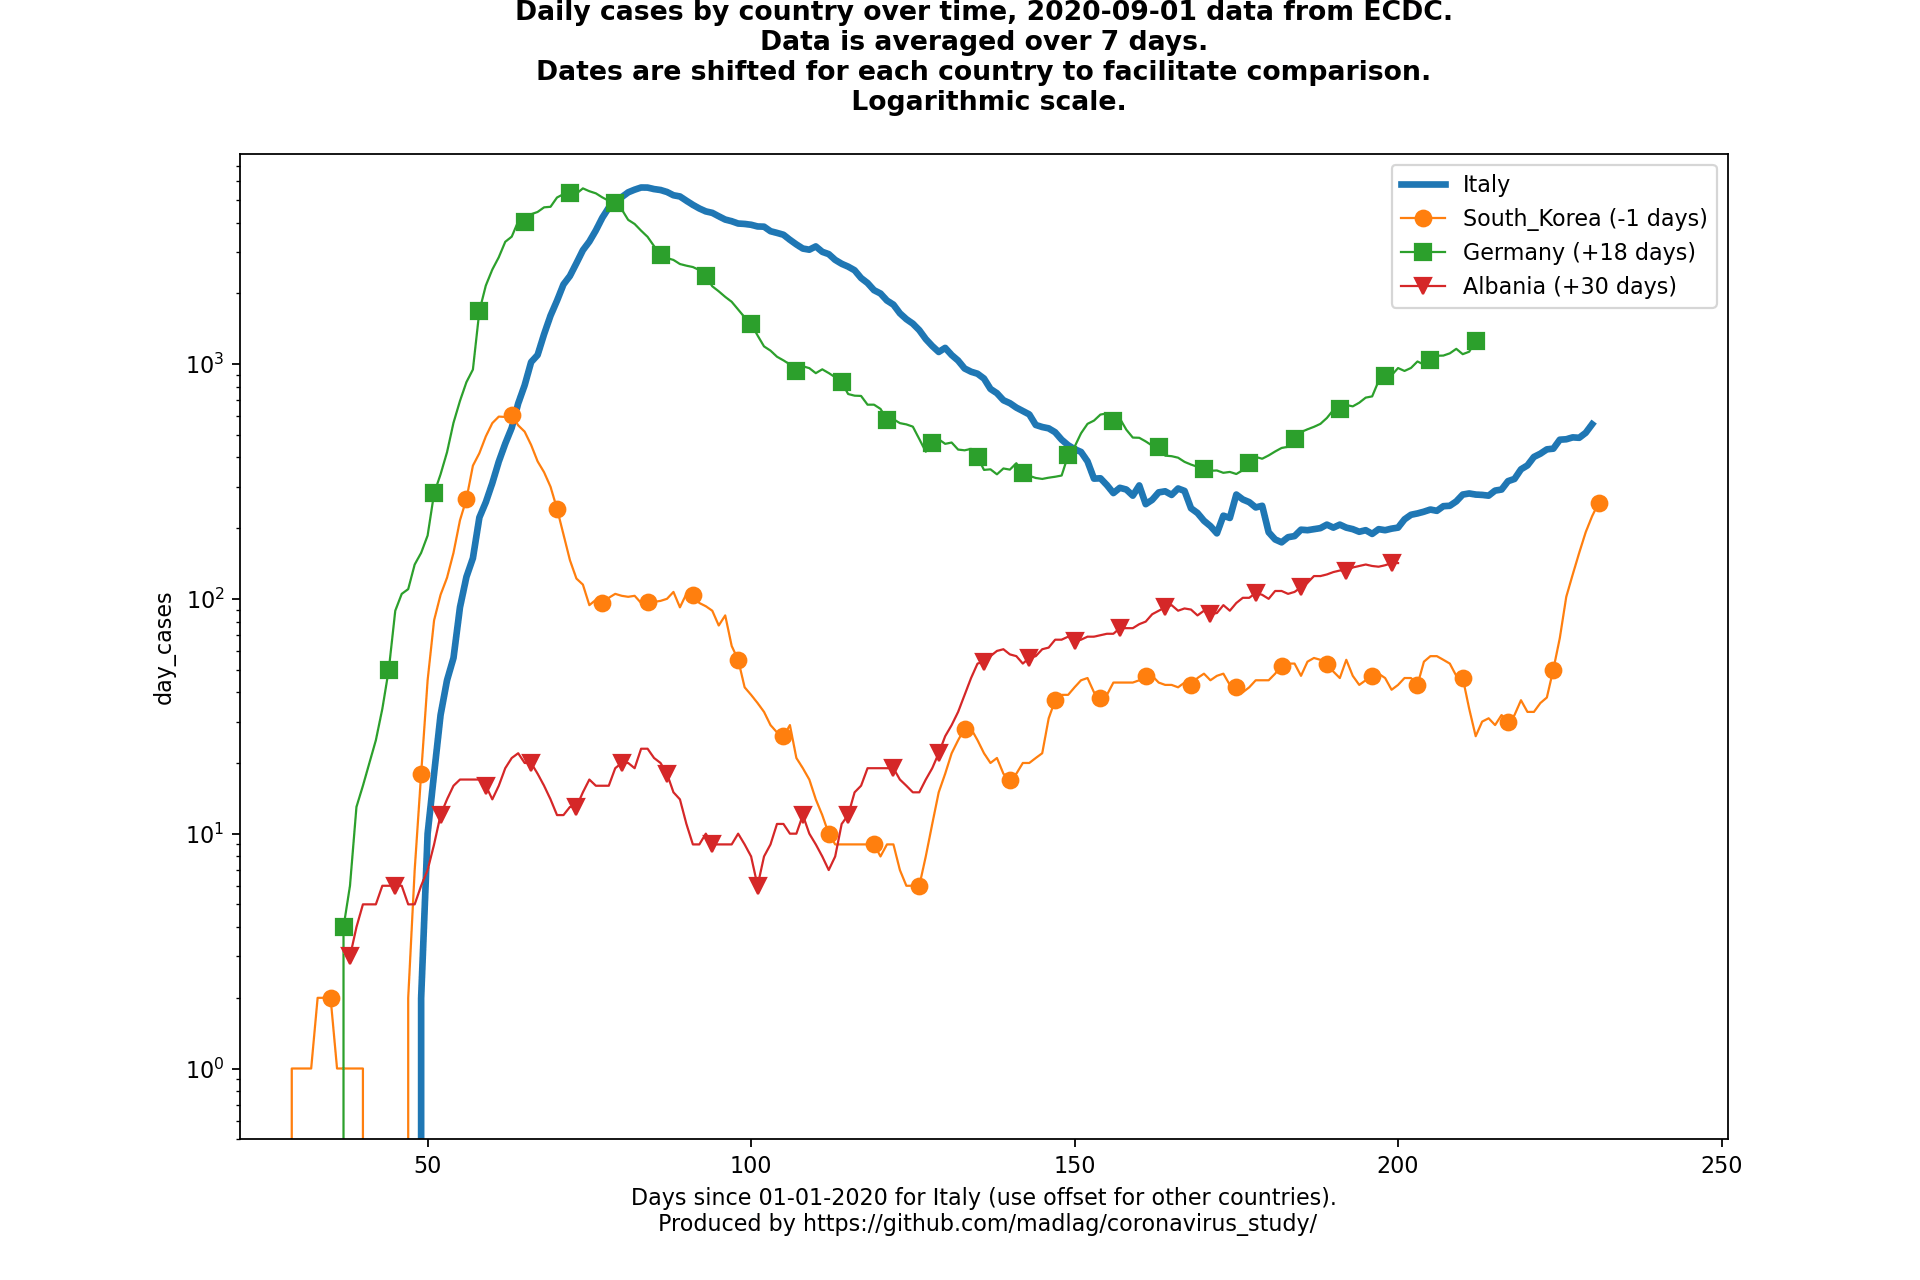 Daily cases by country over time, 2020-09-01 data from ECDC.
Data is averaged over 7 days.
Dates are shifted for each country to facilitate comparison.
Logarithmic scale.
Italy
South_Korea (-1 days)
Germany (+18 days)
Albania (+30 days)
day_cases
10³
10²
10¹
10⁰
50 100 150 200 250
Days since 01-01-2020 for Italy (use offset for other countries).
Produced by https://github.com/madlag/coronavirus_study/